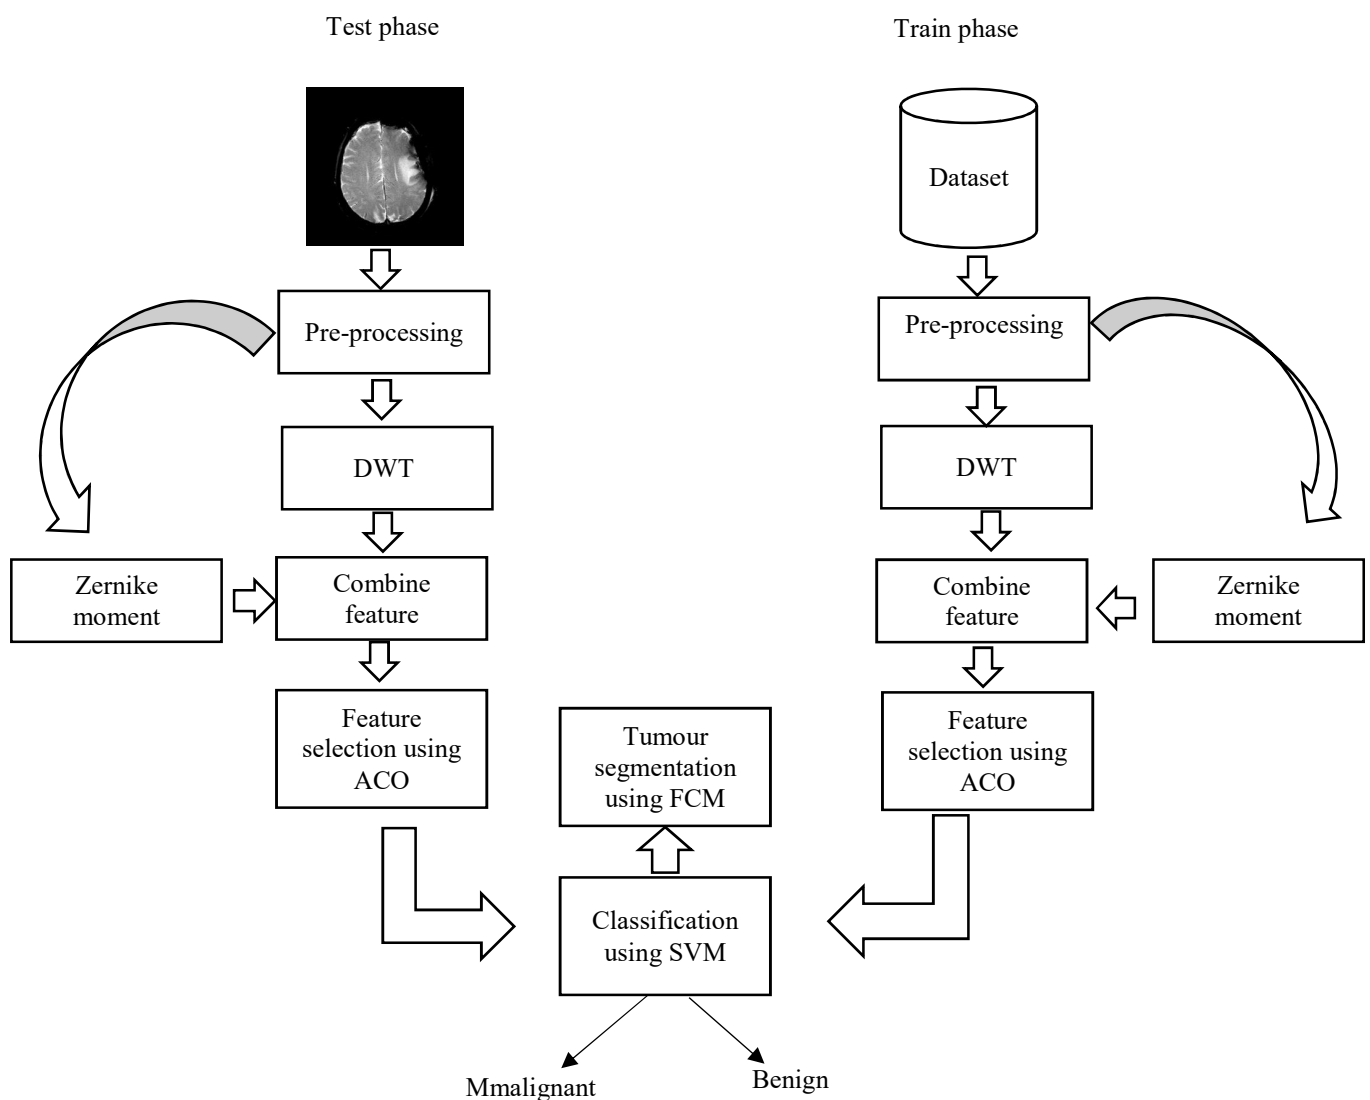 Test phase
Train phase
Dataset
Pre-processing
Pre-processing
DWT
DWT
Zernike
moment
Combine
feature
Combine
feature
Zernike
moment
Feature
selection using
ACO
Tumour
segmentation
using FCM
Feature
selection using
ACO
Classification
using SVM
Mmalignant
Benign